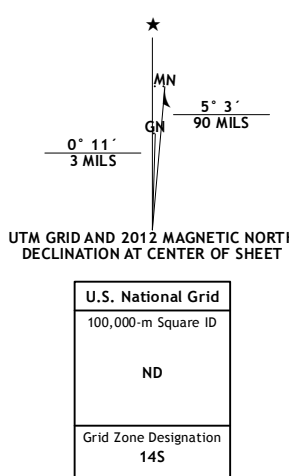 ★
MN
5° 3´
90 MILS
GN
0° 11´
3 MILS
UTM GRID AND 2012 MAGNETIC NORTH
DECLINATION AT CENTER OF SHEET
U.S. National Grid
100,000-m Square ID
ND
Grid Zone Designation
14S